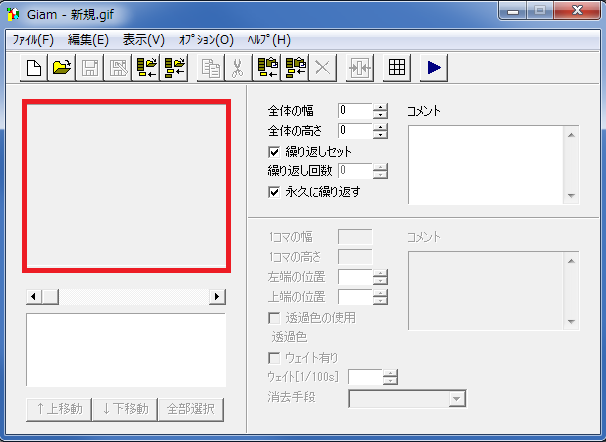 Giam - 新規.gif
ファイル(F) 編集(E) 表示(V) オプション(O) ヘルプ(H)
全体の幅 0
全体の高さ 0
繰り返しセット
繰り返し回数 0
永久に繰り返す
コメント
1コマの幅
1コマの高さ
左端の位置
上端の位置
透過色の使用
透過色
ウェイト有り
ウェイト[1/100s]
消去手段
コメント
↑上移動 ↓下移動 全部選択